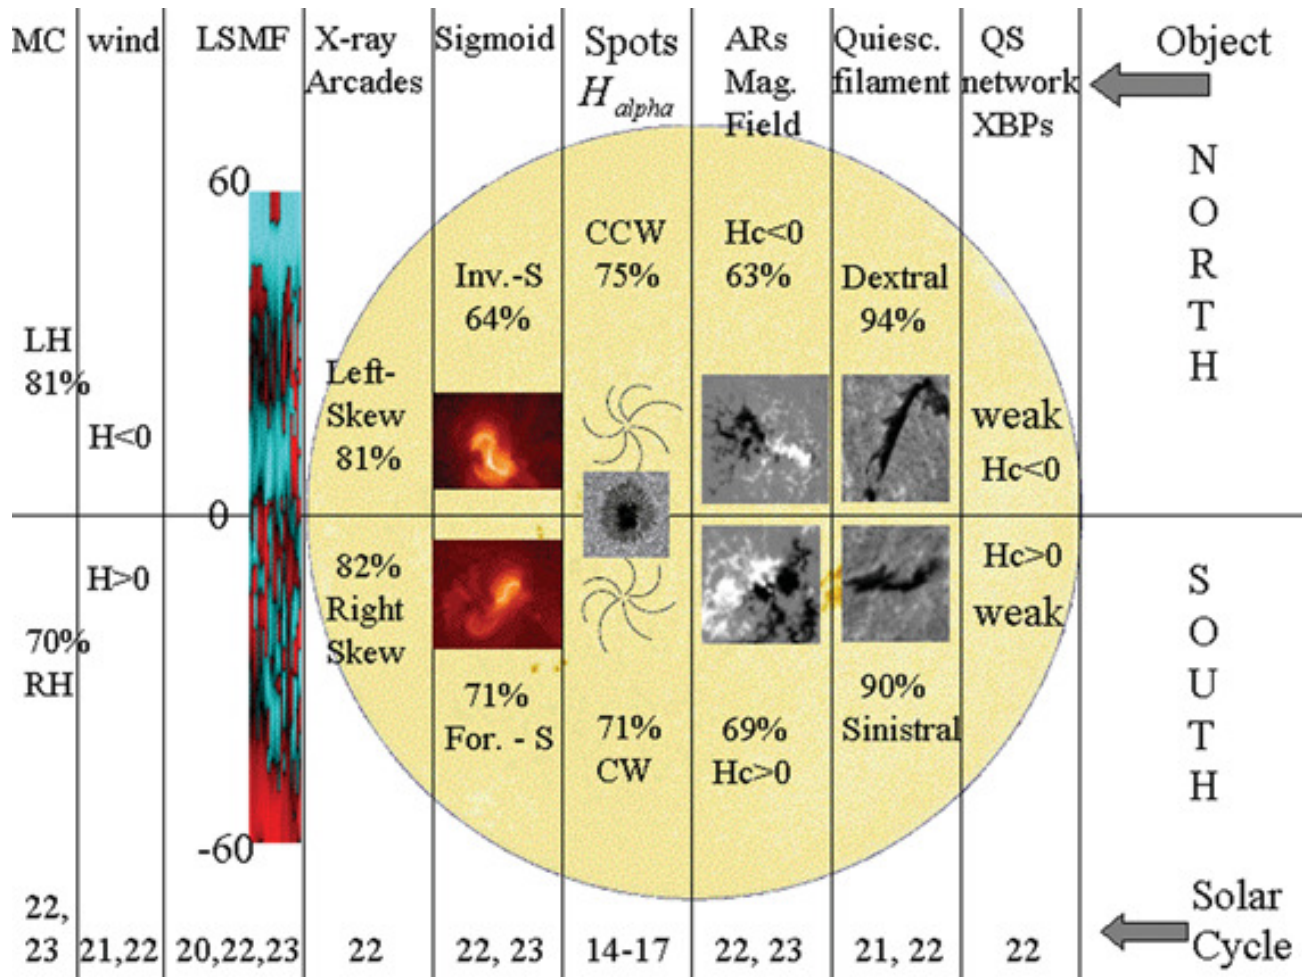 MC
wind
LSMF
X-ray
Arcades
Sigmoid
Spots
H alpha
ARs
Mag.
Field
Quiesc.
filament
QS
network
XBPs
Object
N
O
R
T
H
60
0
-60
LH
81%
H<0
Left-
Skew
81%
Inv.-S
64%
CCW
75%
Hc<0
63%
Dextral
94%
weak
Hc<0
70%
RH
H>0
82%
Right
Skew
71%
For. - S
71%
CW
69%
Hc>0
90%
Sinistral
Hc>0
weak
S
O
U
T
H
22,
23
21,22
20,22,23
22
22, 23
14-17
22, 23
21, 22
22
Solar
Cycle